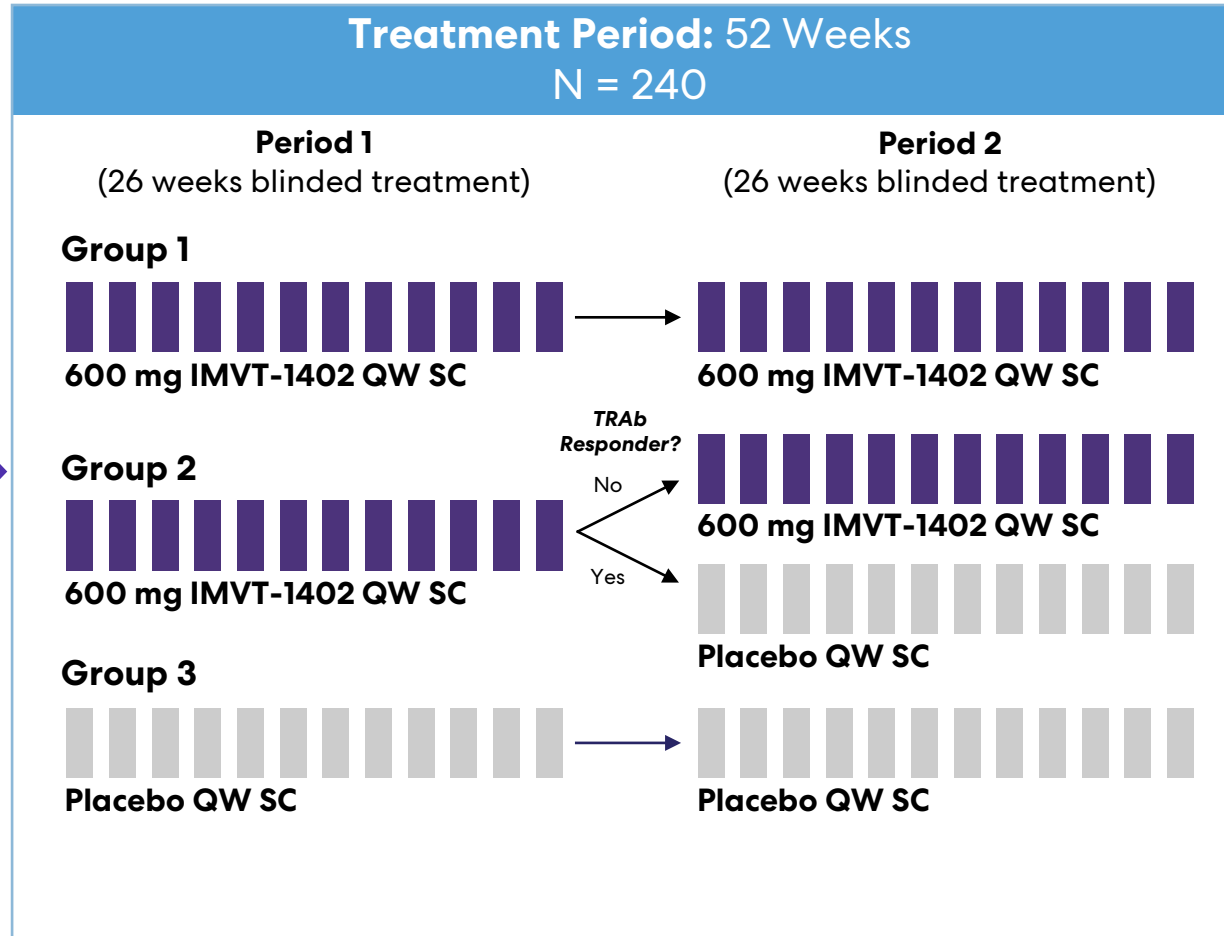 Treatment Period: 52 Weeks
N = 240
Period 1
(26 weeks blinded treatment)
Period 2
(26 weeks blinded treatment)
Group 1
600 mg IMVT-1402 QW SC
600 mg IMVT-1402 QW SC
Group 2
600 mg IMVT-1402 QW SC
TRAb
Responder?
No
Yes
600 mg IMVT-1402 QW SC
Placebo QW SC
Group 3
Placebo QW SC
Placebo QW SC